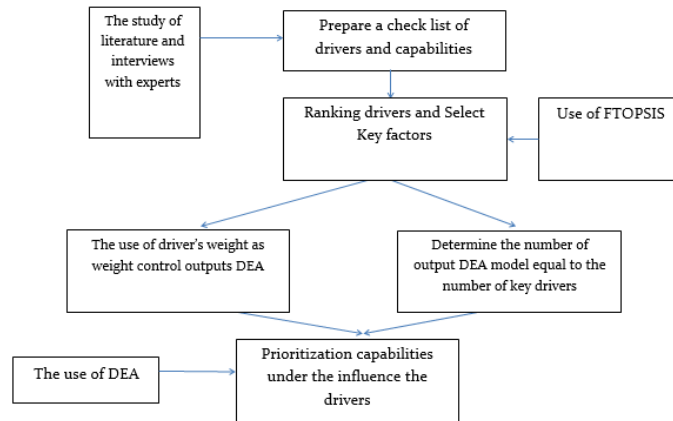 The study of
literature and
interviews
with experts
Prepare a check list of
drivers and capabilities
Ranking drivers and Select
Key factors
Use of FTOPSIS
The use of driver's weight as
weight control outputs DEA
Determine the number of
output DEA model equal to the
number of key drivers
The use of DEA
Prioritization capabilities
under the influence the
drivers